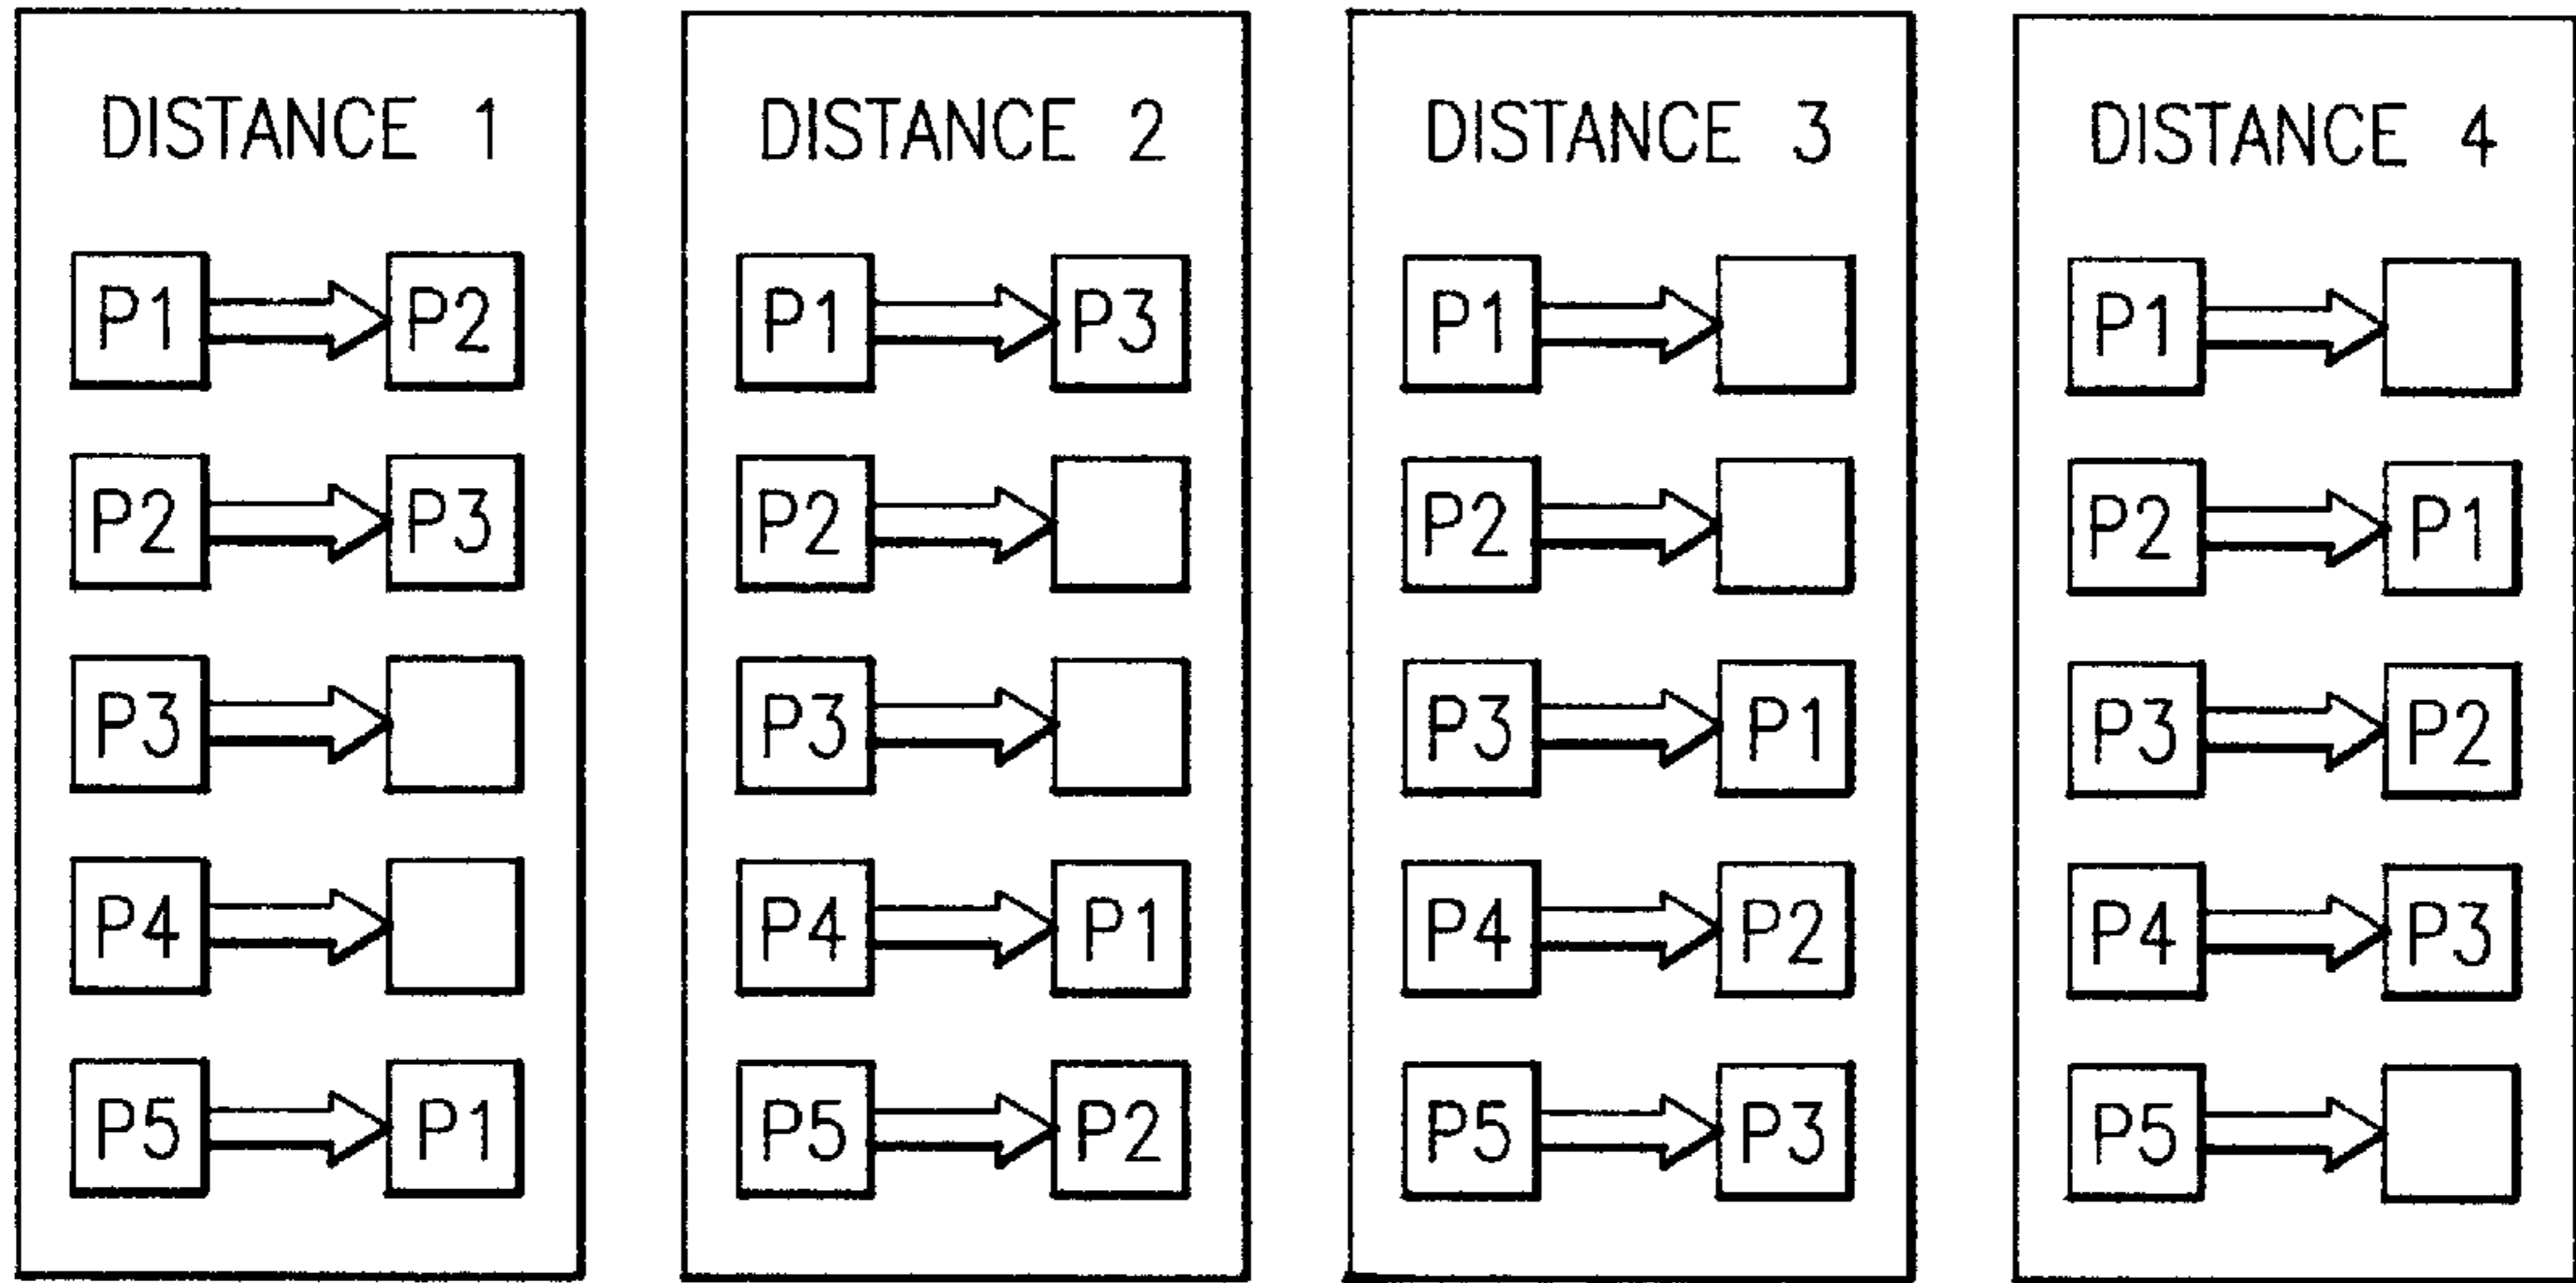 DISTANCE 1
P1 P2
P2 P3
P3
P4
P5 P1
DISTANCE 2
P1 P3
P2
P3
P4 P1
P5 P2
DISTANCE 3
P1
P2
P3 P1
P4 P2
P5 P3
DISTANCE 4
P1
P2 P1
P3 P2
P4 P3
P5